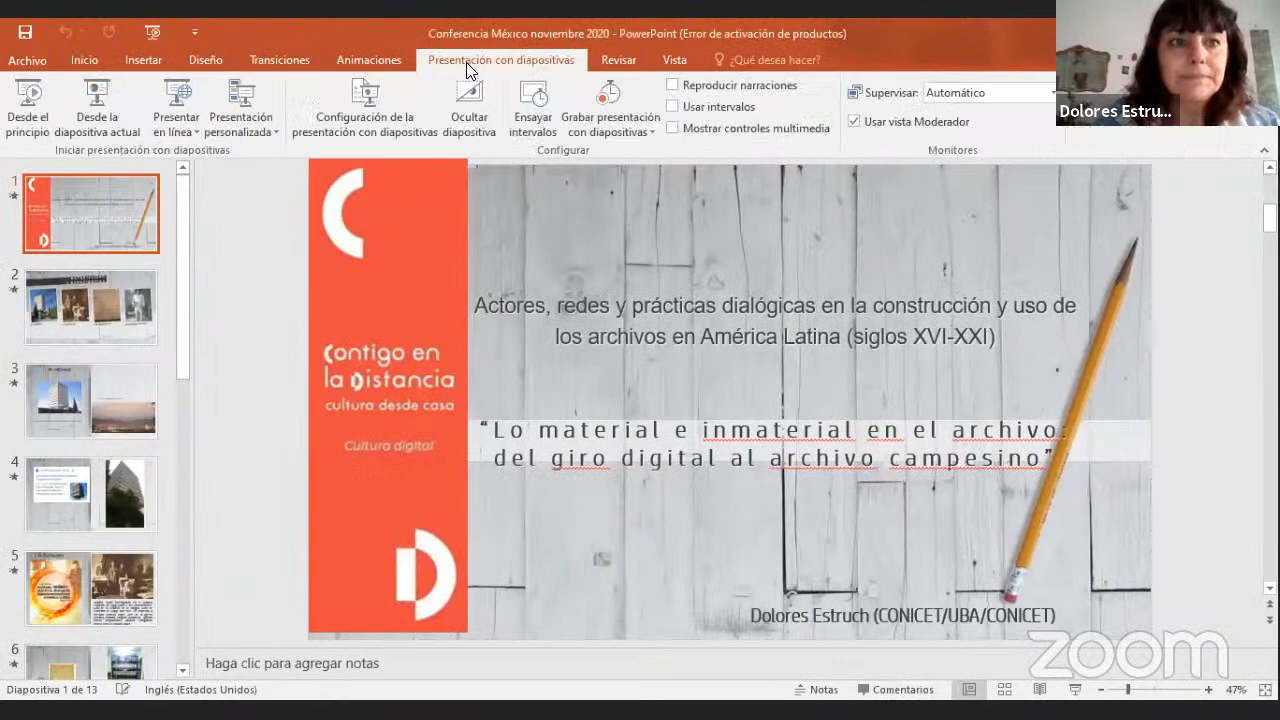 Conferencia México noviembre 2020 - PowerPoint (Error de activación de productos)
Archivo Inicio Insertar Diseño Transiciones Animaciones Presentación con diapositivas Revisar Vista ¿Qué desea hacer?
Desde el principio
Desde la diapositiva actual
Presentar en línea
Presentación personalizada
Configuración de la presentación con diapositivas
Ocultar diapositiva
Ensayar intervalos
Grabar presentación con diapositivas
Reproducir narraciones
Usar intervalos
Mostrar controles multimedia
Supervisar: Automático
Usar vista Moderador
Iniciar presentación con diapositivas
Configurar
Monitores
Dolores Estru...
1
2
3
4
5
6
Contigo en
la Distancia
cultura desde casa
Cultura digital
Actores, redes y prácticas dialógicas en la construcción y uso de
los archivos en América Latina (siglos XVI-XXI)
“Lo material e inmaterial en el archivo:
del giro digital al archivo campesino”
Dolores Estruch (CONICET/UBA/CONICET)
zoom
Haga clic para agregar notas
Diapositiva 1 de 13 Inglés (Estados Unidos) Notas Comentarios 47%